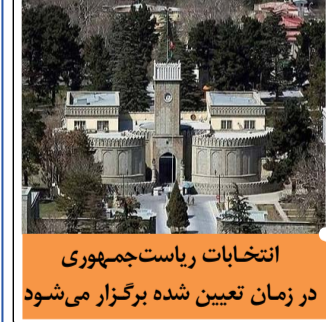 انتخابات ریاست‌جمهوری
در زمان تعیین شده برگزار می‌شود